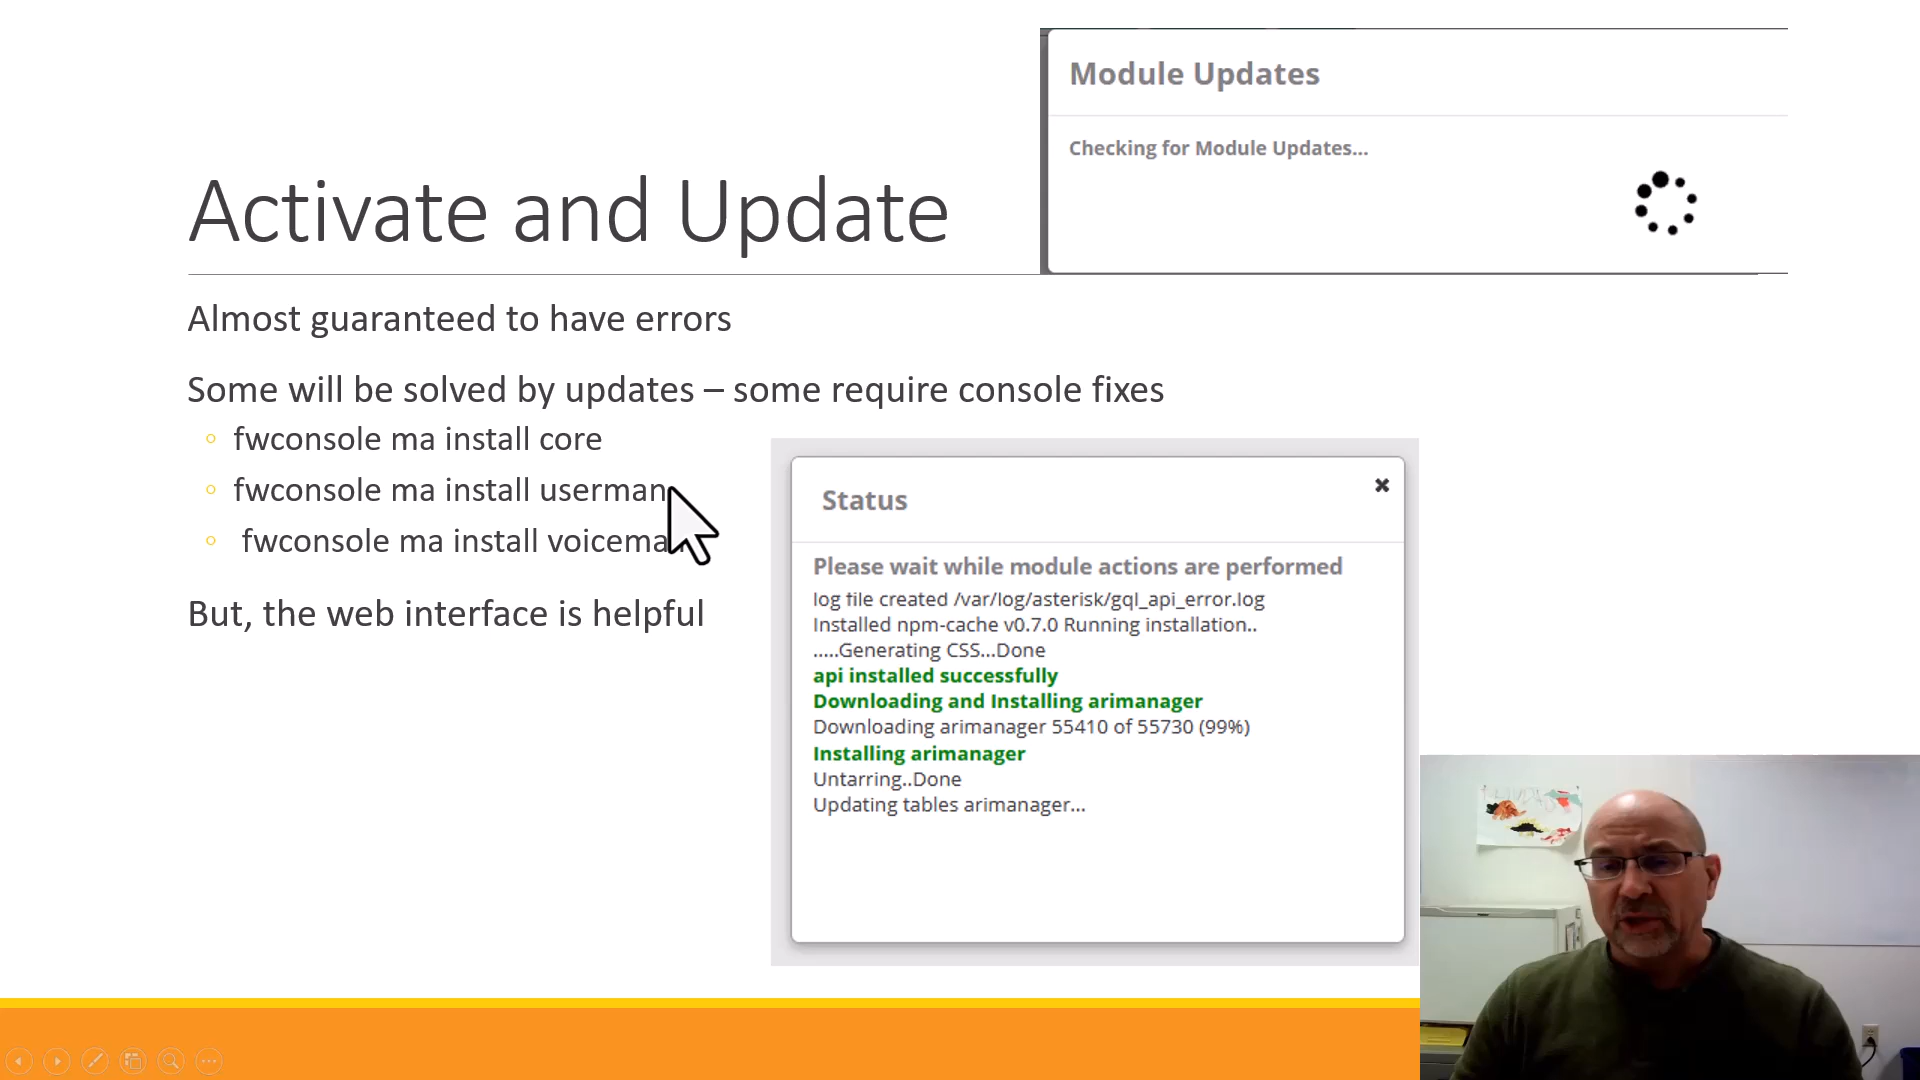 Module Updates
Checking for Module Updates...
Activate and Update
Almost guaranteed to have errors
Some will be solved by updates – some require console fixes
fwconsole ma install core
fwconsole ma install userman
fwconsole ma install
But, the web interface is helpful
Status
Please wait while module actions are performed
log file created /var/log/asterisk/gql_api_error.log
Installed npm-cache v0.7.0 Running installation..
.....Generating CSS...Done
api installed successfully
Downloading and Installing arimanager
Downloading arimanager 55410 of 55730 (99%)
Installing arimanager
Untarring..Done
Updating tables arimanager...